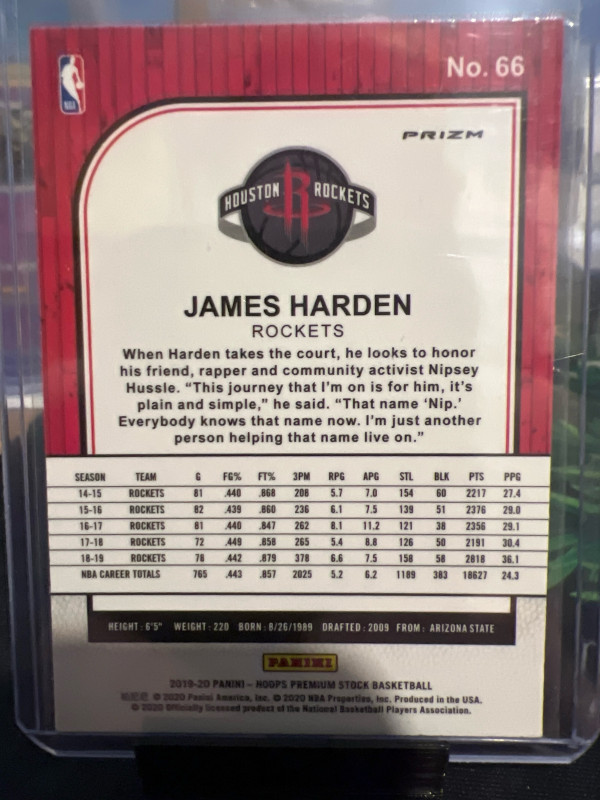 No. 66
NBA
PRIZM
HOUSTON R ROCKETS
JAMES HARDEN
ROCKETS
When Harden takes the court, he looks to honor
his friend, rapper and community activist Nipsey
Hussle. “This journey that I'm on is for him, it's
plain and simple,” he said. “That name ‘Nip.’
Everybody knows that name now. I'm just another
person helping that name live on.”
SEASON TEAM G FG% FT% 3PM RPG APG STL BLK PTS PPG
14-15 ROCKETS 81 .440 .868 208 5.7 7.0 154 60 2217 27.4
15-16 ROCKETS 82 .439 .860 236 6.1 7.5 139 51 2376 29.0
16-17 ROCKETS 81 .440 .847 262 8.1 11.2 121 38 2356 29.1
17-18 ROCKETS 72 .449 .858 265 5.4 8.8 126 50 2191 30.4
18-19 ROCKETS 78 .442 .879 378 6.6 7.5 158 58 2818 36.1
NBA CAREER TOTALS 765 .443 .857 2025 5.2 6.2 1189 383 18627 24.3
HEIGHT: 6'5" WEIGHT: 220 BORN: 8/26/1989 DRAFTED: 2009 FROM: ARIZONA STATE
PANINI
2019-20 PANINI – HOOPS PREMIUM STOCK BASKETBALL
© 2020 Panini America, Inc. © 2020 NBA Properties, Inc. Produced in the USA.
© 2020 Officially licensed product of the National Basketball Players Association.